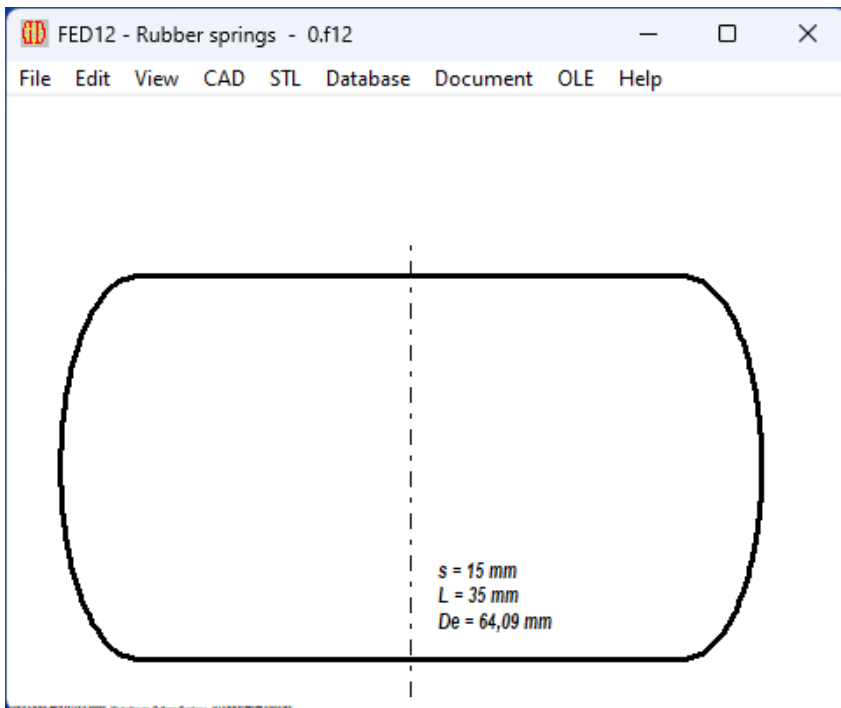 FED12 - Rubber springs - 0.f12
File Edit View CAD STL Database Document OLE Help
s = 15 mm
L = 35 mm
De = 64,09 mm